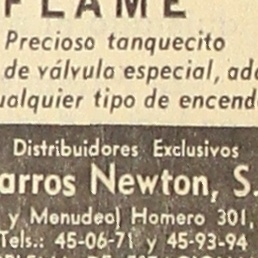 FLAME
Precioso tanquecito
de válvula especial, ada
ualquier tipo de encend
Distribuidores Exclusivos
arros Newton, S.
y Menudeo Homero 301,
Tels.: 45-06-71 y 45-93-94